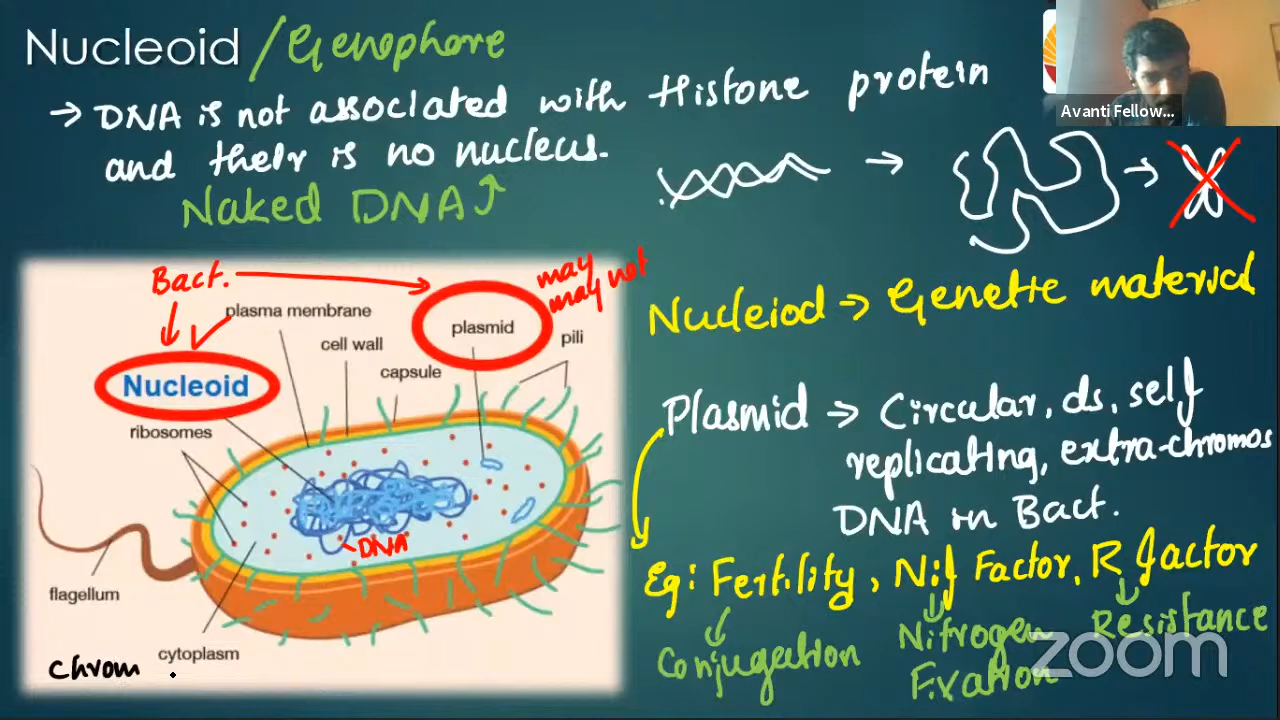 Nucleoid / Genophore
→ DNA is not associated with Histone protein
and their is no nucleus.
Naked DNA
Avanti Fellow...
Bact.
may
may not
plasma membrane
plasmid
cell wall
pili
capsule
Nucleoid
ribosomes
DNA
flagellum
cytoplasm
chrom
Nucleiod → Genetic material
Plasmid → Circular, ds, self
replicating, extra-chromos
DNA in Bact.
Eg: Fertility, Nif Factor, R factor
Conjugation
Nitrogen
Fixation
Resistance
zoom